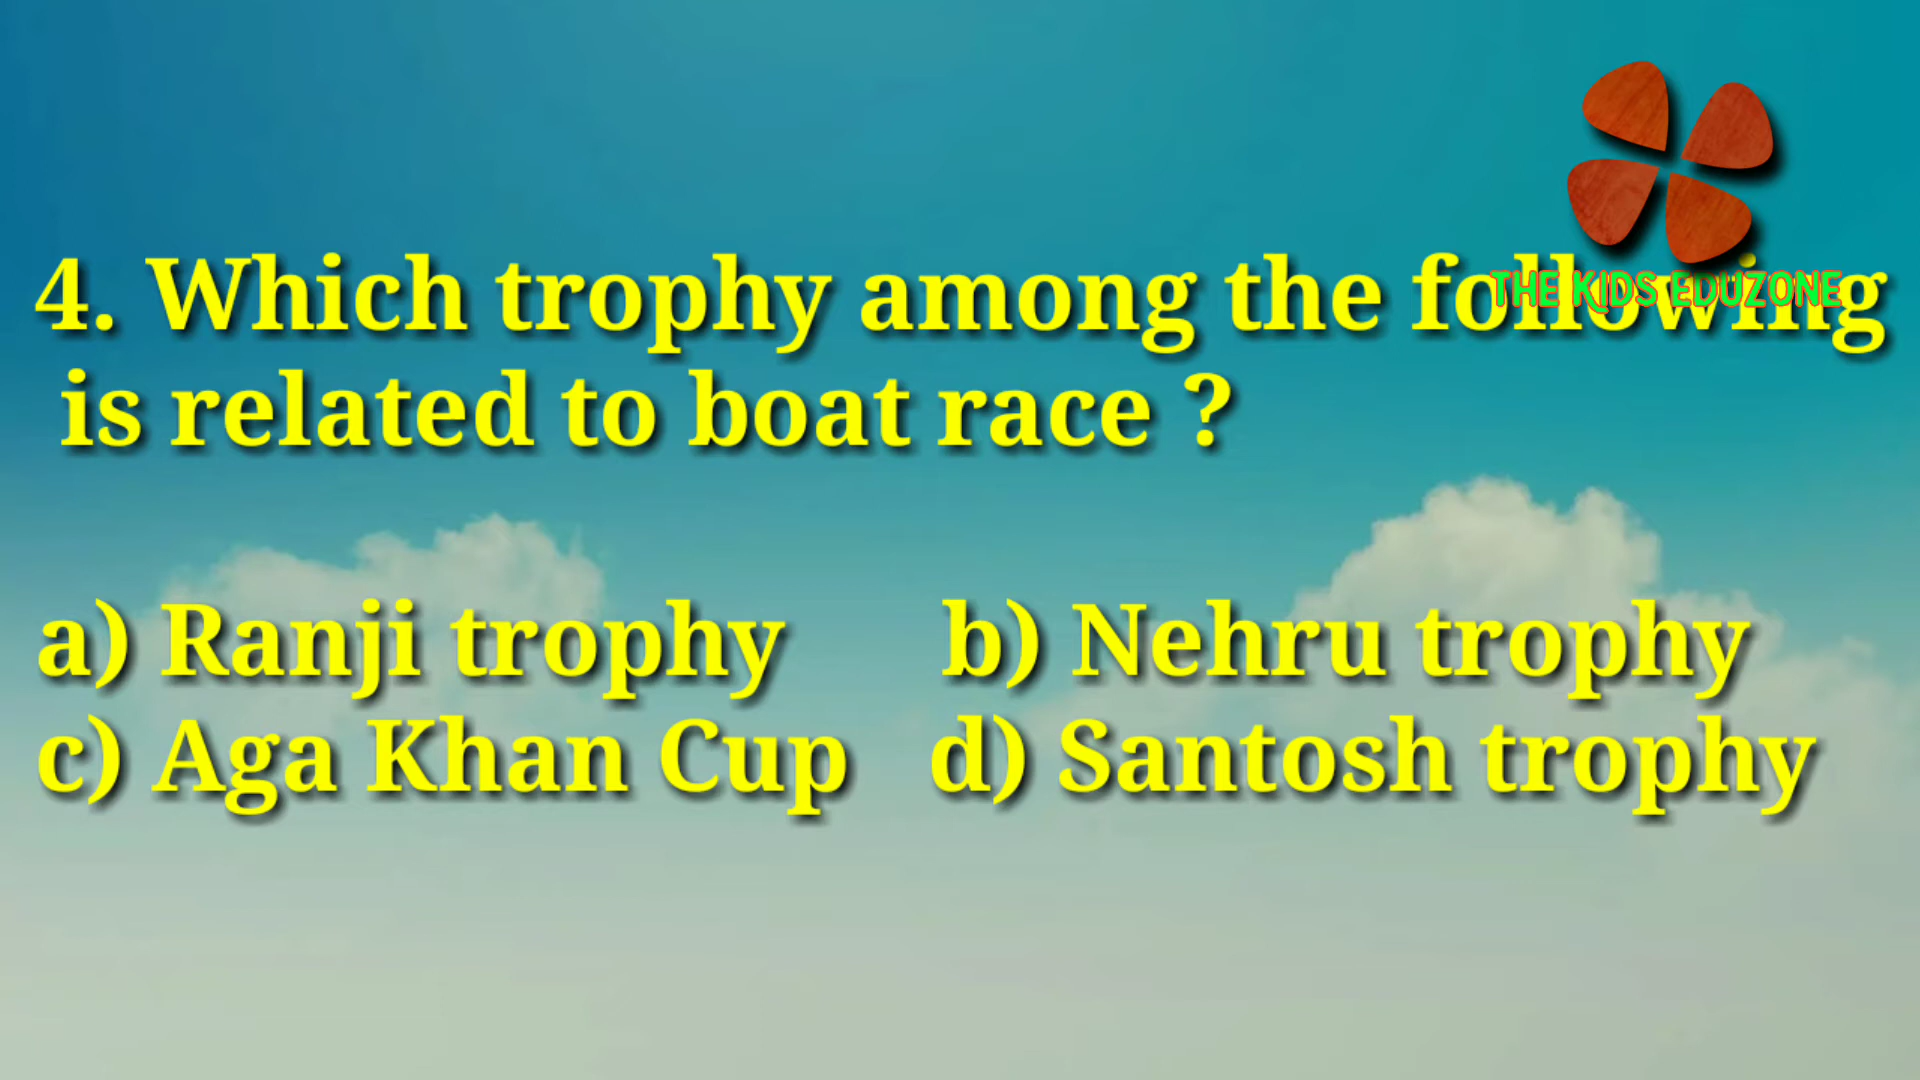 THE KIDS EDUZONE
4. Which trophy among the following
is related to boat race ?
a) Ranji trophy b) Nehru trophy
c) Aga Khan Cup d) Santosh trophy